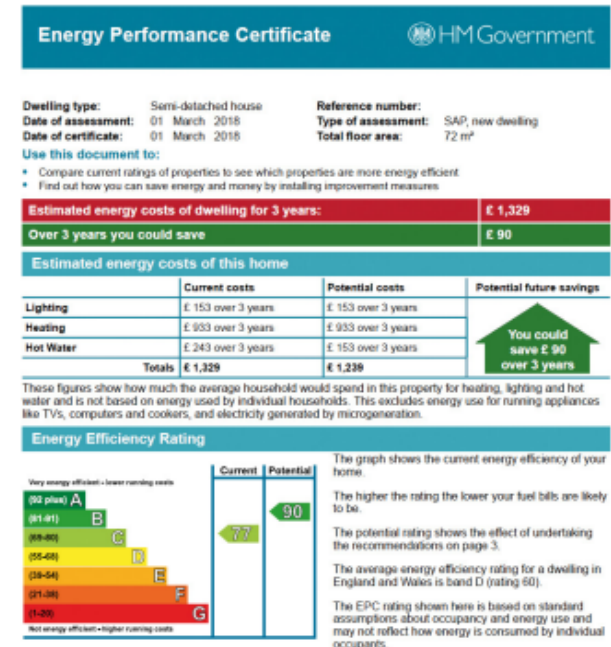 Energy Performance Certificate
HM Government
Dwelling type: Semi-detached house
Date of assessment: 01 March 2018
Date of certificate: 01 March 2018
Reference number:
Type of assessment: SAP, new dwelling
Total floor area: 72 m²
Use this document to:
• Compare current ratings of properties to see which properties are more energy efficient
• Find out how you can save energy and money by installing improvement measures
Estimated energy costs of dwelling for 3 years: £ 1,329
Over 3 years you could save £ 90
Estimated energy costs of this home
Current costs Potential costs Potential future savings
Lighting £ 153 over 3 years £ 153 over 3 years
Heating £ 933 over 3 years £ 933 over 3 years
Hot Water £ 243 over 3 years £ 153 over 3 years
Totals £ 1,329 £ 1,239
You could
save £ 90
over 3 years
These figures show how much the average household would spend in this property for heating, lighting and hot
water and is not based on energy used by individual households. This excludes energy use for running appliances
like TVs, computers and cookers, and electricity generated by microgeneration.
Energy Efficiency Rating
Current Potential
Very energy efficient - lower running costs
(92 plus) A
(81-91) B
(69-80) C
(55-68) D
(39-54) E
(21-38) F
(1-20) G
Not energy efficient - higher running costs
77
90
The graph shows the current energy efficiency of your
home.
The higher the rating the lower your fuel bills are likely
to be.
The potential rating shows the effect of undertaking
the recommendations on page 3.
The average energy efficiency rating for a dwelling in
England and Wales is band D (rating 60).
The EPC rating shown here is based on standard
assumptions about occupancy and energy use and
may not reflect how energy is consumed by individual
occupants.